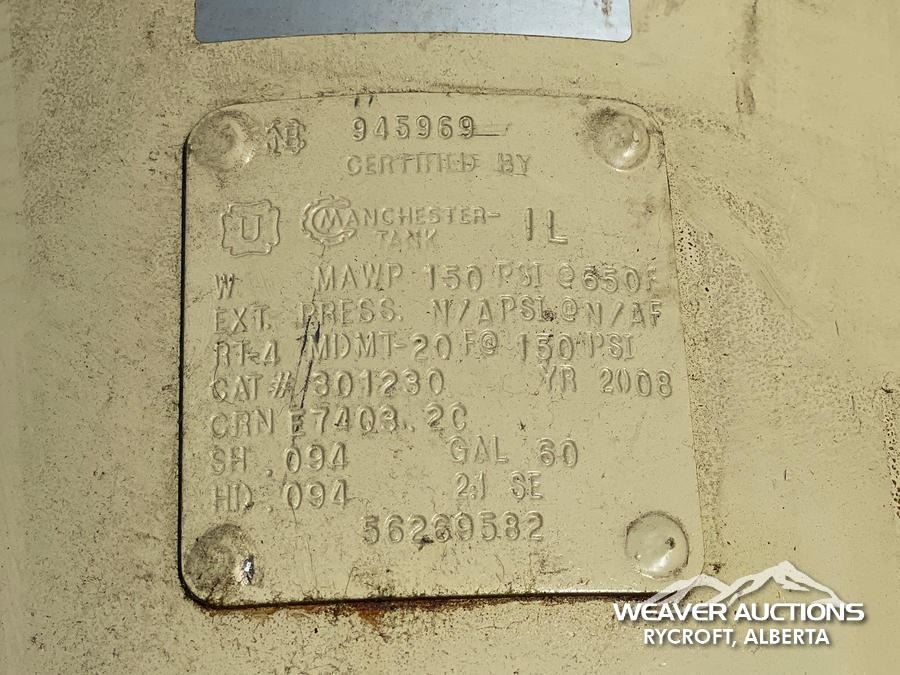 NB 945969
CERTIFIED BY
U MANCHESTER- IL
TANK
W MAWP 150 PSI @ 650F
EXT. PRESS. N/A PSI @ N/AF
RT-4 MDMT-20 F@ 150 PSI
CAT# 301230 YR 2008
CRN E7403.2C
SH .094 GAL 60
HD .094 2:1 SE
56289582
WEAVER AUCTIONS
RYCROFT, ALBERTA